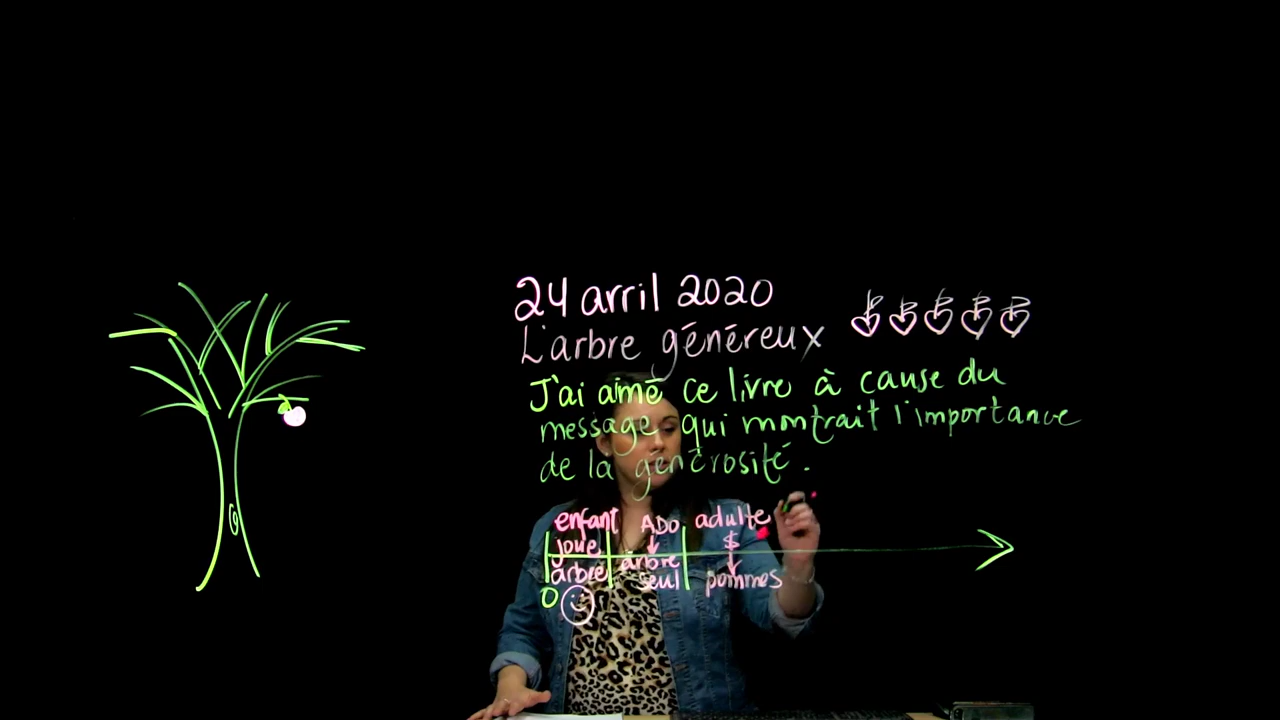 24 avril 2020
L'arbre généreux
J'ai aimé ce livre à cause du
message qui montrait l'importance
de la générosité.
enfant ADO adulte
joue $
arbre arbre
seul pommes
0